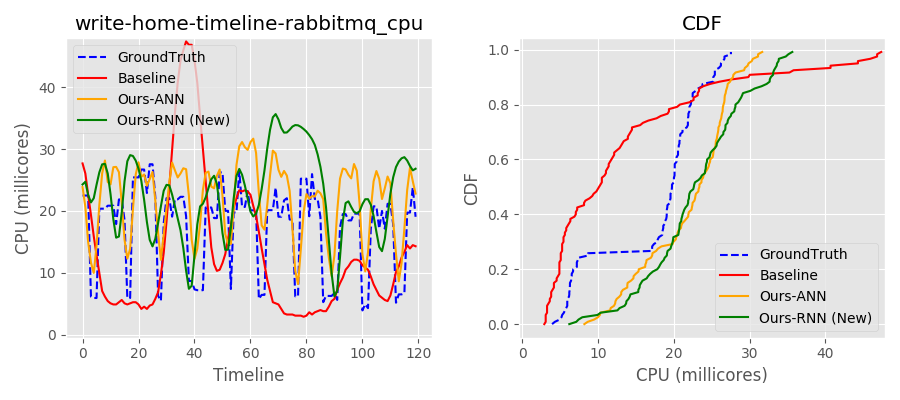 write-home-timeline-rabbitmq_cpu
GroundTruth
Baseline
Ours-ANN
Ours-RNN (New)
CPU (millicores)
40
30
20
10
0
0 20 40 60 80 100 120
Timeline
CDF
CDF
1.0
0.8
0.6
0.4
0.2
0.0
GroundTruth
Baseline
Ours-ANN
Ours-RNN (New)
0 10 20 30 40
CPU (millicores)